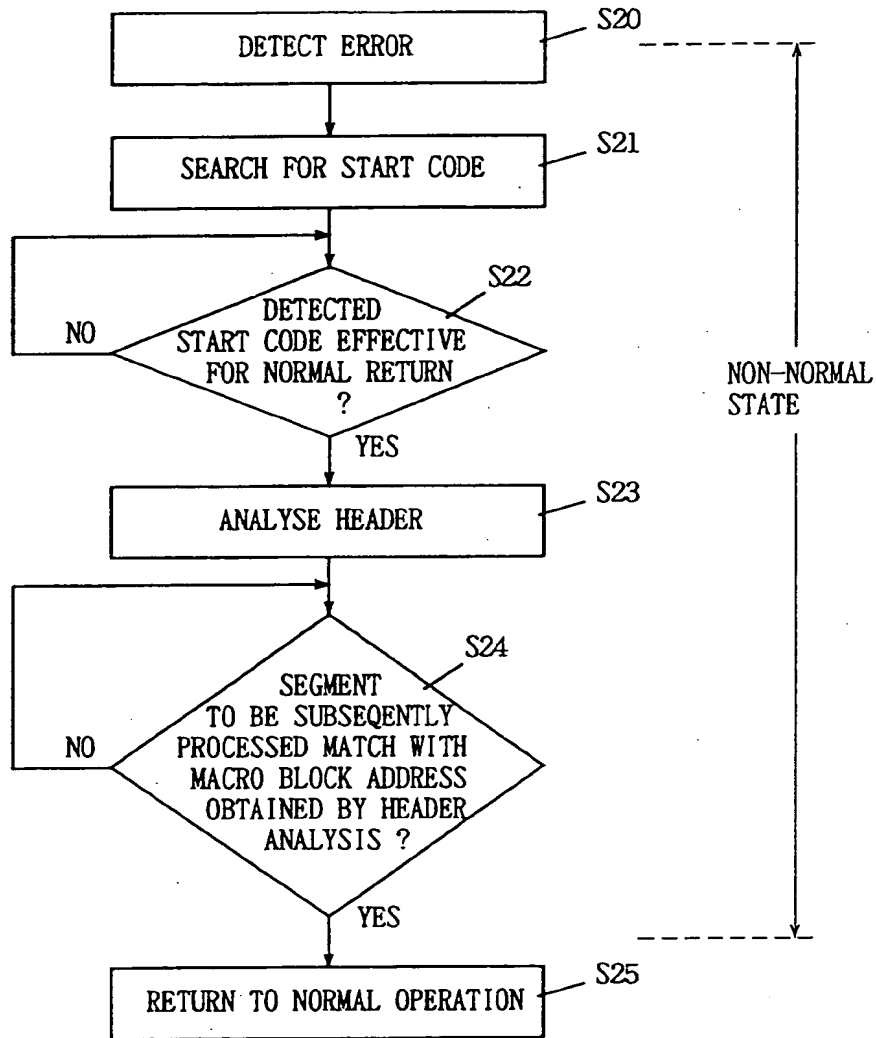 DETECT ERROR
S20
SEARCH FOR START CODE
S21
S22
DETECTED
START CODE EFFECTIVE
FOR NORMAL RETURN
?
NO
YES
ANALYSE HEADER
S23
S24
SEGMENT
TO BE SUBSEQENTLY
PROCESSED MATCH WITH
MACRO BLOCK ADDRESS
OBTAINED BY HEADER
ANALYSIS ?
NO
YES
RETURN TO NORMAL OPERATION
S25
NON-NORMAL
STATE